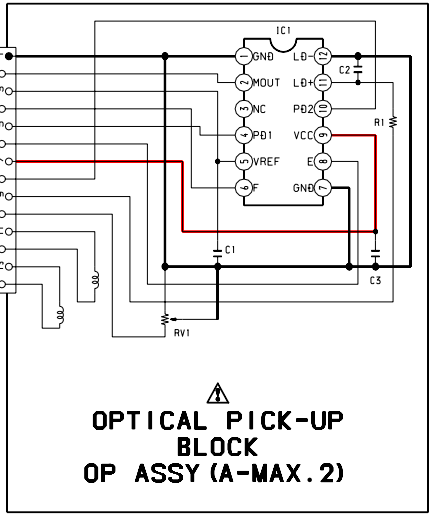 IC1
1 GND LD- 12
C2
2 MOUT LD+ 11
3 NC PD2 10
R1
4 PD1 VCC 9
5 VREF E 8
6 F GND 7
C1
C3
RV1
OPTICAL PICK-UP
BLOCK
OP ASSY(A-MAX.2)